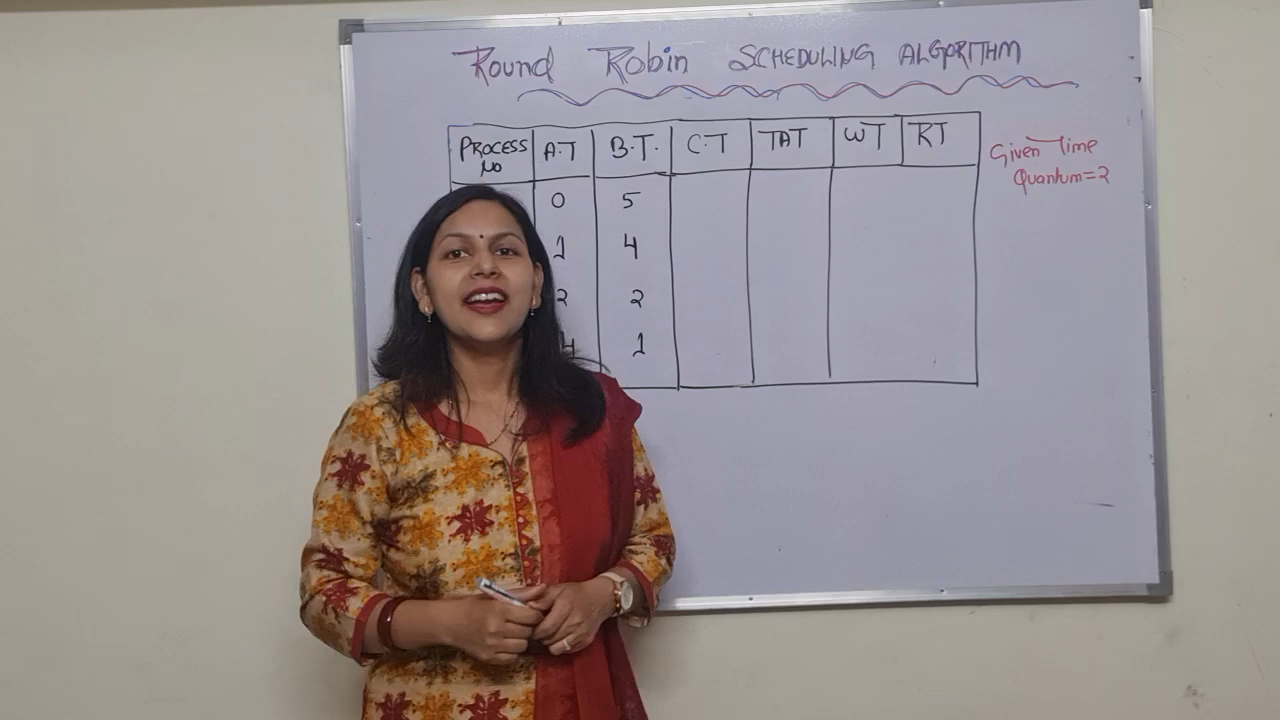 Round Robin SCHEDULING ALGORITHM
PROCESS NO A.T B.T. C.T TAT WT RT
Given Time
Quantum=2
0 5
1 4
2 2
4 1